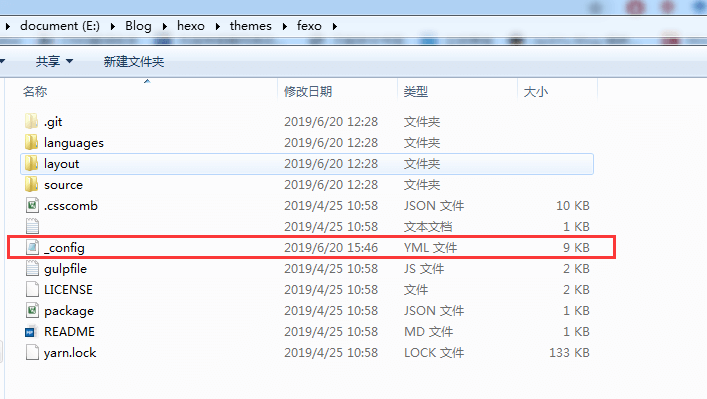 document (E:) Blog hexo themes fexo
共享 新建文件夹
名称 修改日期 类型 大小
.git 2019/6/20 12:28 文件夹
languages 2019/6/20 12:28 文件夹
layout 2019/6/20 12:28 文件夹
source 2019/6/20 12:28 文件夹
.csscomb 2019/4/25 10:58 JSON 文件 10 KB
2019/4/25 10:58 文本文档 1 KB
_config 2019/6/20 15:46 YML 文件 9 KB
gulpfile 2019/4/25 10:58 JS 文件 2 KB
LICENSE 2019/4/25 10:58 文件 2 KB
package 2019/4/25 10:58 JSON 文件 1 KB
README 2019/4/25 10:58 MD 文件 1 KB
yarn.lock 2019/4/25 10:58 LOCK 文件 133 KB